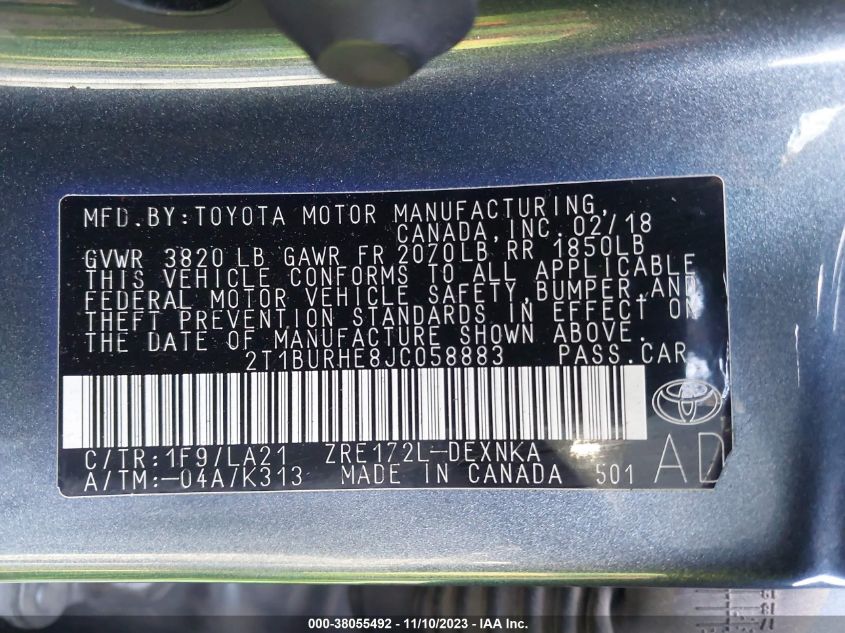 MFD.BY:TOYOTA MOTOR MANUFACTURING,
CANADA,INC. 02/18
GVWR 3820 LB GAWR FR 2070LB RR 1850LB
THIS VEHICLE CONFORMS TO ALL APPLICABLE
FEDERAL MOTOR VEHICLE SAFETY,BUMPER,AND
THEFT PREVENTION STANDARDS IN EFFECT ON
THE DATE OF MANUFACTURE SHOWN ABOVE.
2T1BURHE8JC058883 PASS.CAR
C/TR:1F9/LA21 ZRE172L-DEXNKA
A/TM:-04A/K313 MADE IN CANADA 501
AD
000-38055492 - 11/10/2023 - IAA Inc.